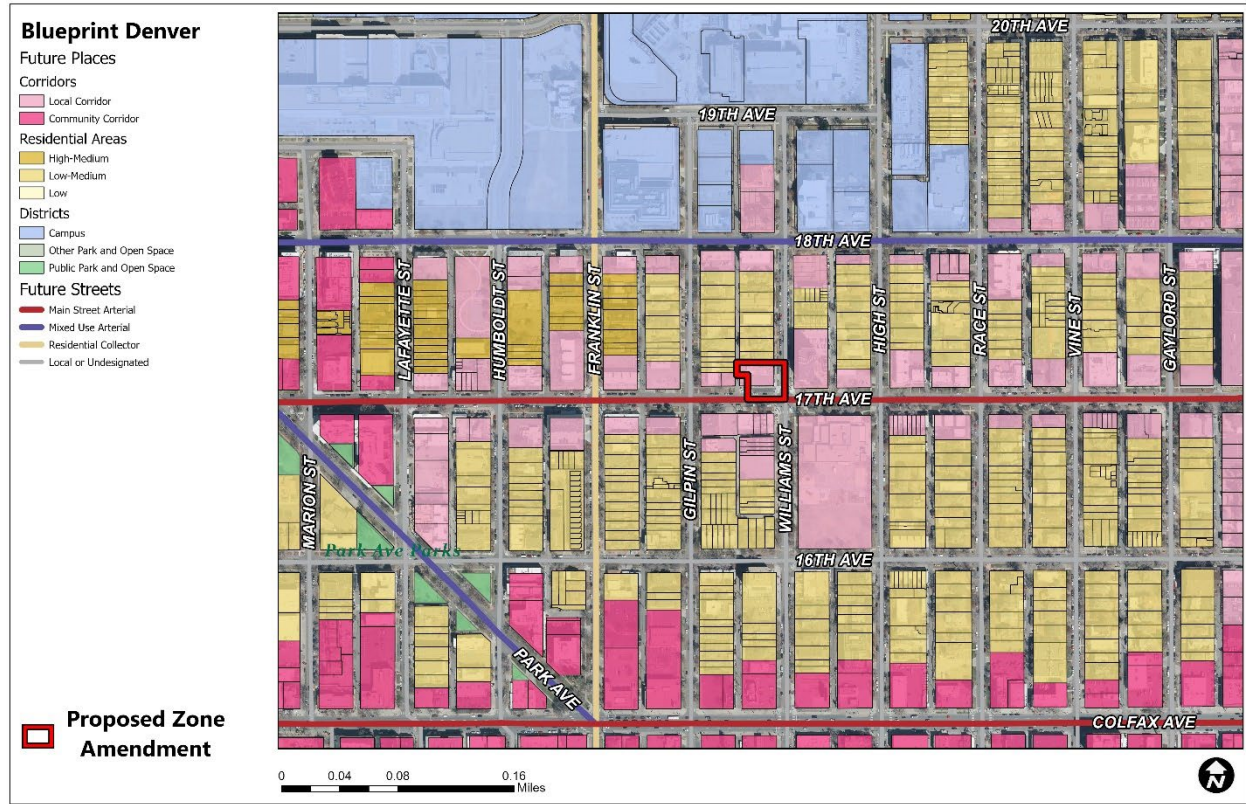 Blueprint Denver
Future Places
Corridors
Local Corridor
Community Corridor
Residential Areas
High-Medium
Low-Medium
Low
Districts
Campus
Other Park and Open Space
Public Park and Open Space
Future Streets
Main Street Arterial
Mixed Use Arterial
Residential Collector
Local or Undesignated
20TH AVE
19TH AVE
18TH AVE
LAFAYETTE ST
HUMBOLDT ST
FRANKLIN ST
HIGH ST
RACE ST
VINE ST
GAYLORD ST
17TH AVE
MARION ST
GILPIN ST
WILLIAMS ST
Park Ave Parks
16TH AVE
PARK AVE
COLFAX AVE
Proposed Zone
Amendment
0 0.04 0.08 0.16
Miles
N